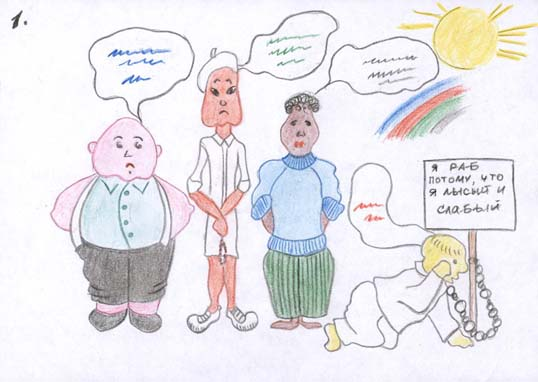 1.
Я РАБ
ПОТОМУ, ЧТО
Я ЛЫСЫЙ И
СЛАБЫЙ